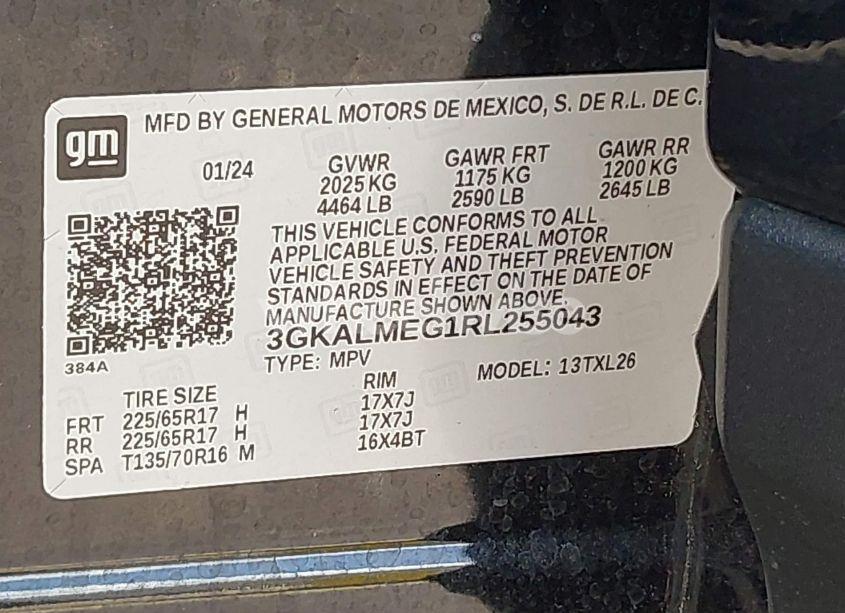 gm
MFD BY GENERAL MOTORS DE MEXICO, S. DE R.L. DE C.
01/24
GVWR GAWR FRT GAWR RR
2025 KG 1175 KG 1200 KG
4464 LB 2590 LB 2645 LB
THIS VEHICLE CONFORMS TO ALL
APPLICABLE U.S. FEDERAL MOTOR
VEHICLE SAFETY AND THEFT PREVENTION
STANDARDS IN EFFECT ON THE DATE OF
MANUFACTURE SHOWN ABOVE.
3GKALMEG1RL255043
384A
TYPE: MPV MODEL: 13TXL26
TIRE SIZE RIM
FRT 225/65R17 H 17X7J
RR 225/65R17 H 17X7J
SPA T135/70R16 M 16X4BT